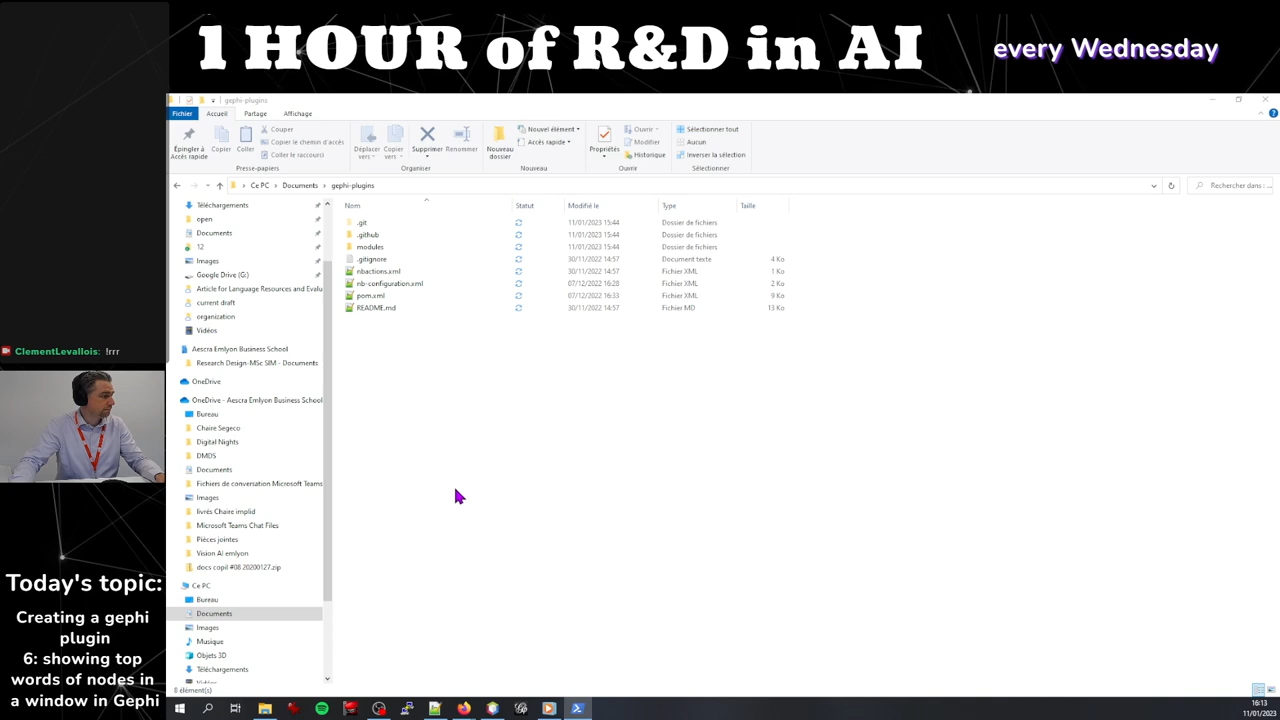 1 HOUR of R&D in AI
every Wednesday
gephi-plugins
Fichier
Accueil
Partage
Affichage
Épingler à
Accès rapide
Copier
Coller
Couper
Copier le chemin d'accès
Coller le raccourci
Presse-papiers
Déplacer
vers
Copier
vers
Supprimer
Renommer
Organiser
Nouveau
dossier
Nouvel élément
Accès rapide
Nouveau
Propriétés
Ouvrir
Modifier
Historique
Ouvrir
Sélectionner tout
Aucun
Inverser la sélection
Sélectionner
Ce PC > Documents > gephi-plugins
Rechercher dans : ...
Nom
Statut
Modifié le
Type
Taille
.git 11/01/2023 15:44 Dossier de fichiers
.github 11/01/2023 15:44 Dossier de fichiers
modules 11/01/2023 15:44 Dossier de fichiers
.gitignore 30/11/2022 14:57 Document texte 4 Ko
nbactions.xml 30/11/2022 14:57 Fichier XML 1 Ko
nb-configuration.xml 07/12/2022 16:28 Fichier XML 2 Ko
pom.xml 07/12/2022 16:33 Fichier XML 9 Ko
README.md 30/11/2022 14:57 Fichier MD 13 Ko
Téléchargements
open
Documents
12
Images
Google Drive (G:)
Article for Language Resources and Evalu
current draft
organization
Vidéos
Aescra Emlyon Business School
Research Design-MSc SIM - Documents
OneDrive
OneDrive - Aescra Emlyon Business School
Bureau
Chaire Segeco
Digital Nights
DMDS
Documents
Fichiers de conversation Microsoft Teams
Images
livrés Chaire implid
Microsoft Teams Chat Files
Pièces jointes
Vision AI emlyon
docs copil #08 20200127.zip
Ce PC
Bureau
Documents
Images
Musique
Objets 3D
Téléchargements
8 élément(s)
ClementLevallois: !rrr
Today's topic:
Creating a gephi
plugin
6: showing top
words of nodes in
a window in Gephi
16:13
11/01/2023